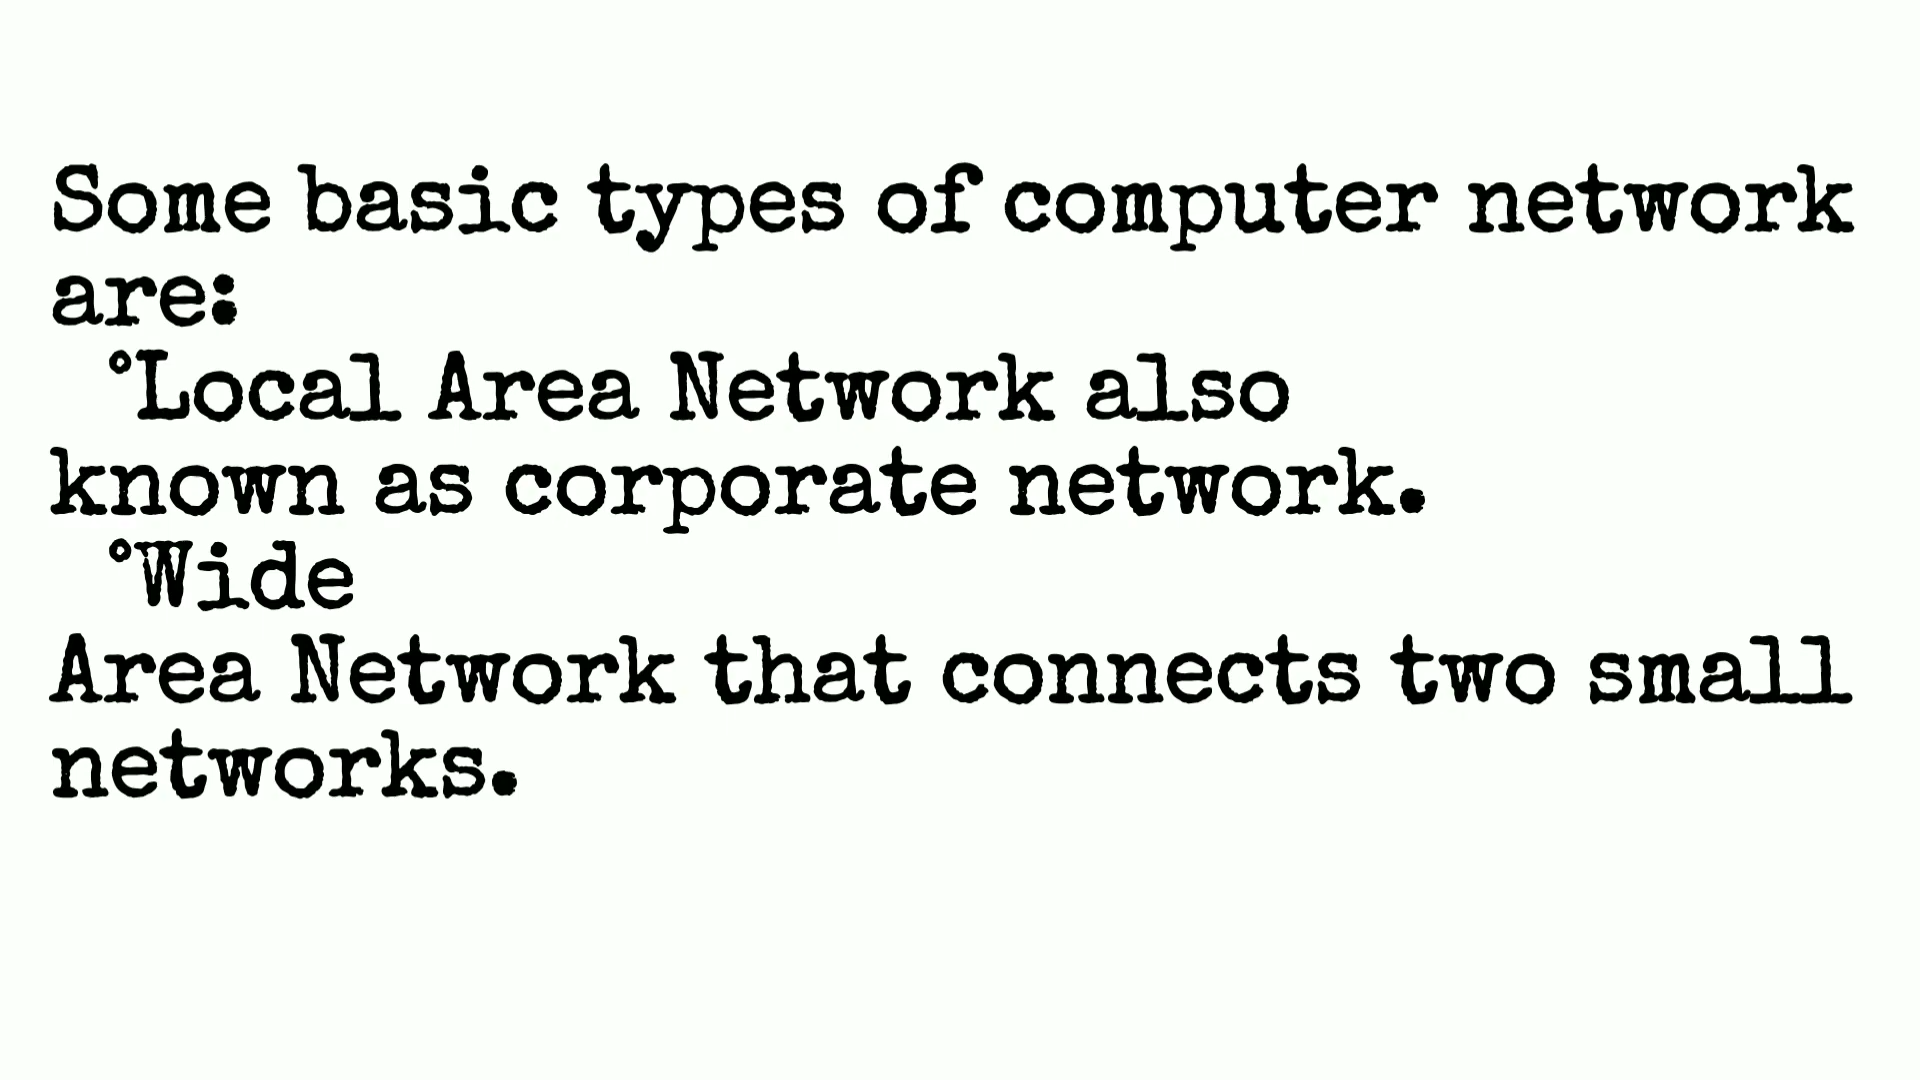 Some basic types of computer network
are:
°Local Area Network also
known as corporate network.
°Wide
Area Network that connects two small
networks.